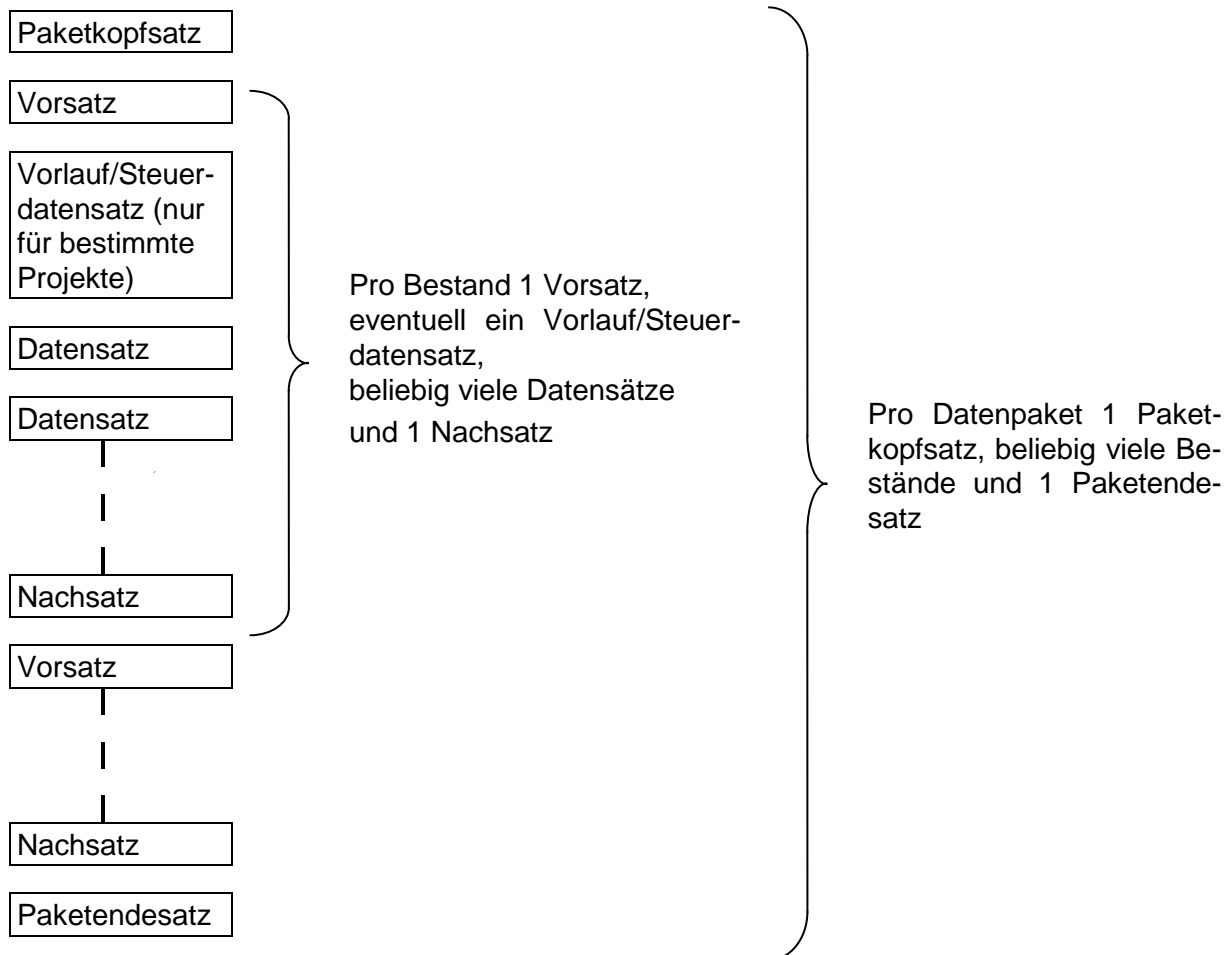 Paketkopfsatz
Vorsatz
Vorlauf/Steuer-
datensatz (nur
für bestimmte
Projekte)
Datensatz
Datensatz
Nachsatz
Vorsatz
Nachsatz
Paketendesatz
Pro Bestand 1 Vorsatz,
eventuell ein Vorlauf/Steuer-
datensatz,
beliebig viele Datensätze
und 1 Nachsatz
Pro Datenpaket 1 Paket-
kopfsatz, beliebig viele Be-
stände und 1 Paketende-
satz